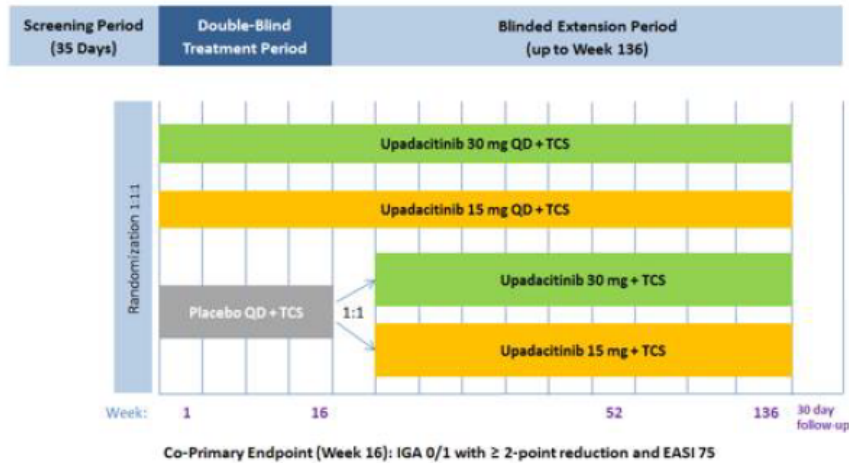 Screening Period
(35 Days)
Double-Blind
Treatment Period
Blinded Extension Period
(up to Week 136)
Randomization 1:1:1
Upadacitinib 30 mg QD + TCS
Upadacitinib 15 mg QD + TCS
Placebo QD + TCS
1:1
Upadacitinib 30 mg + TCS
Upadacitinib 15 mg + TCS
Week: 1 16 52 136 30 day
follow-up
Co-Primary Endpoint (Week 16): IGA 0/1 with ≥ 2-point reduction and EASI 75